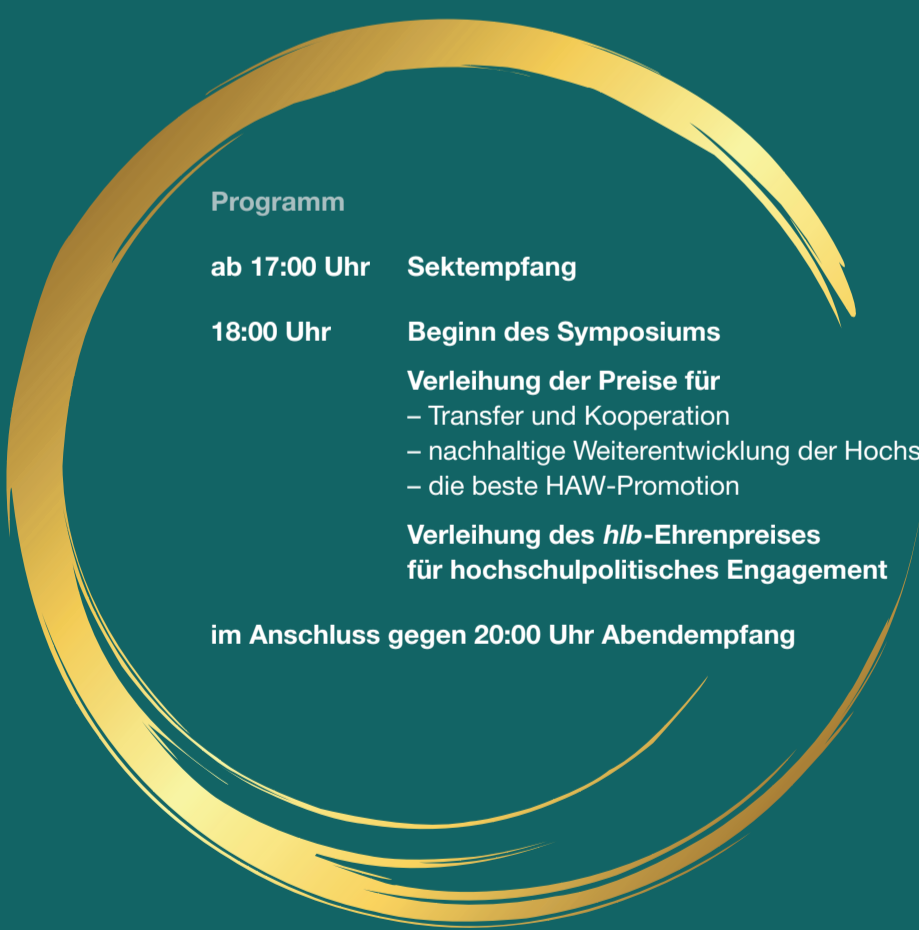 Programm
ab 17:00 Uhr Sektempfang
18:00 Uhr Beginn des Symposiums
Verleihung der Preise für
– Transfer und Kooperation
– nachhaltige Weiterentwicklung der Hochs
– die beste HAW-Promotion
Verleihung des hlb-Ehrenpreises
für hochschulpolitisches Engagement
im Anschluss gegen 20:00 Uhr Abendempfang